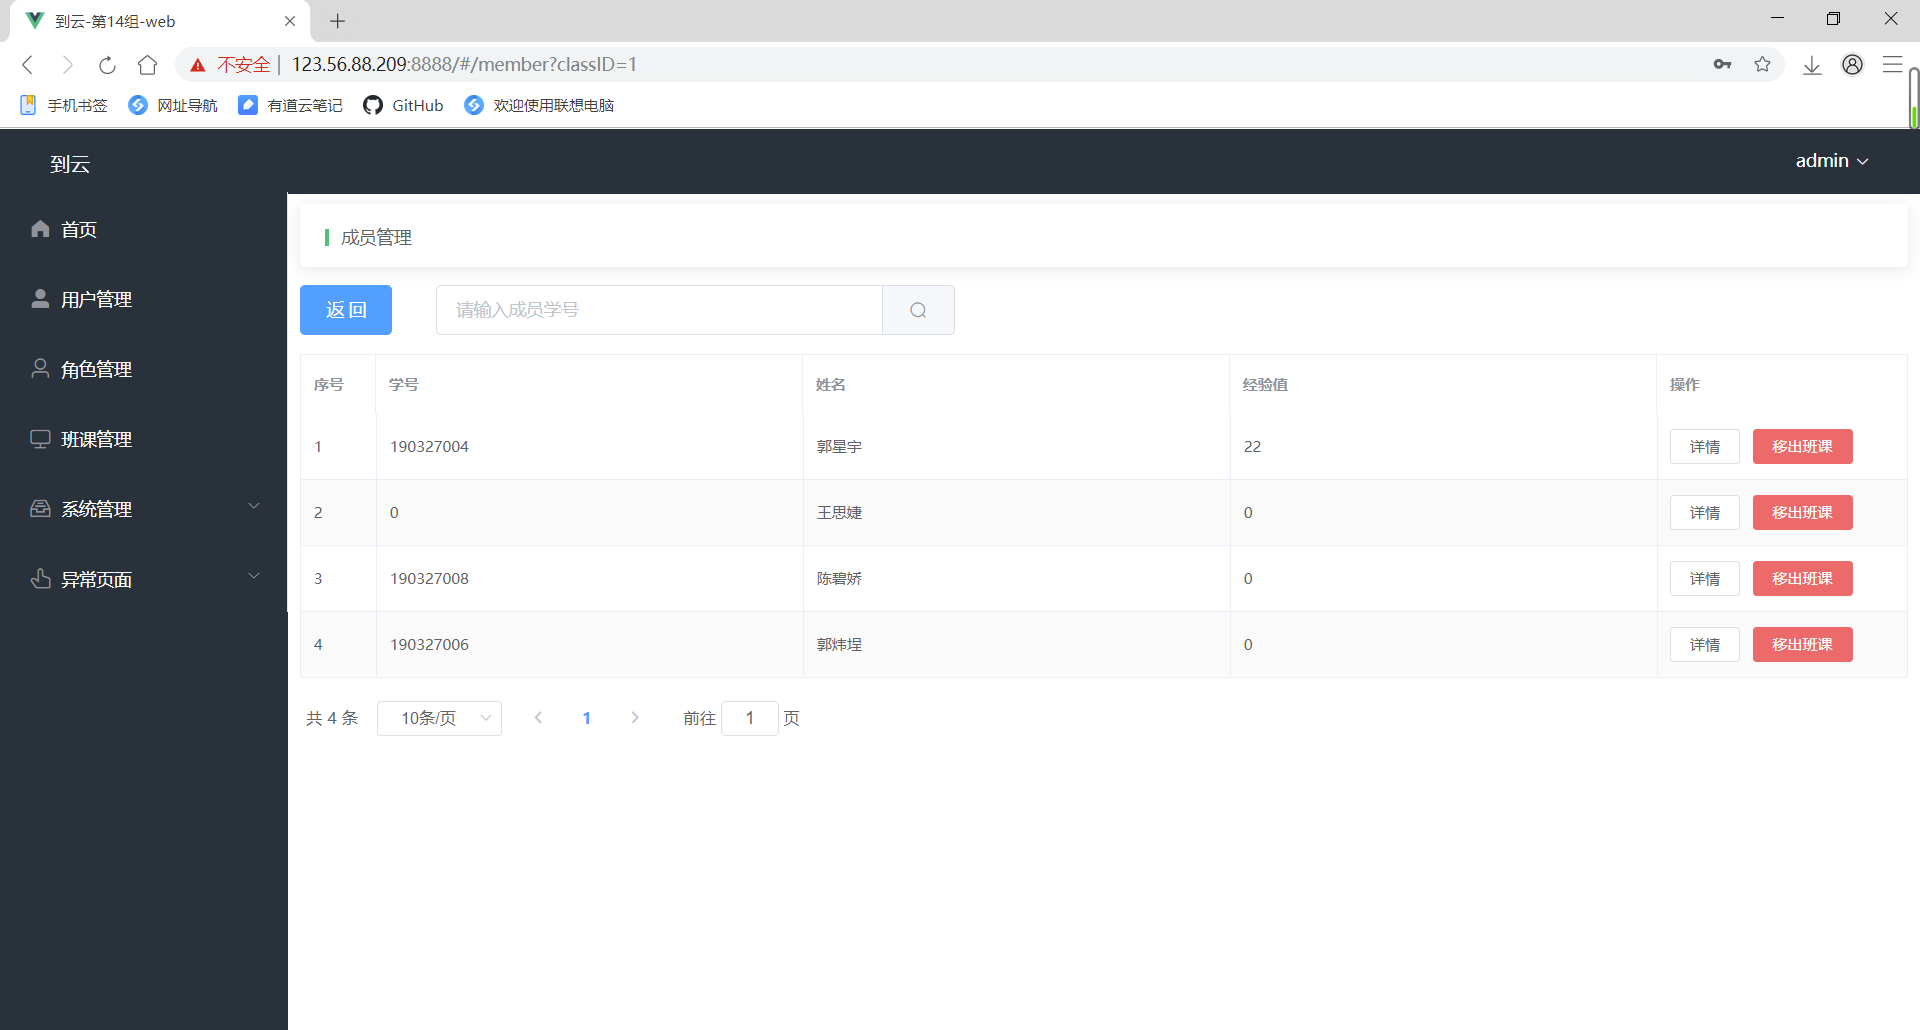 到云-第14组-web
不安全 | 123.56.88.209:8888/#/member?classID=1
手机书签 网址导航 有道云笔记 GitHub 欢迎使用联想电脑
到云 admin
首页
用户管理
角色管理
班课管理
系统管理
异常页面
成员管理
返回 请输入成员学号
序号 学号 姓名 经验值 操作
1 190327004 郭星宇 22 详情 移出班课
2 0 王思婕 0 详情 移出班课
3 190327008 陈碧娇 0 详情 移出班课
4 190327006 郭炜埕 0 详情 移出班课
共 4 条 10条/页 1 前往 1 页